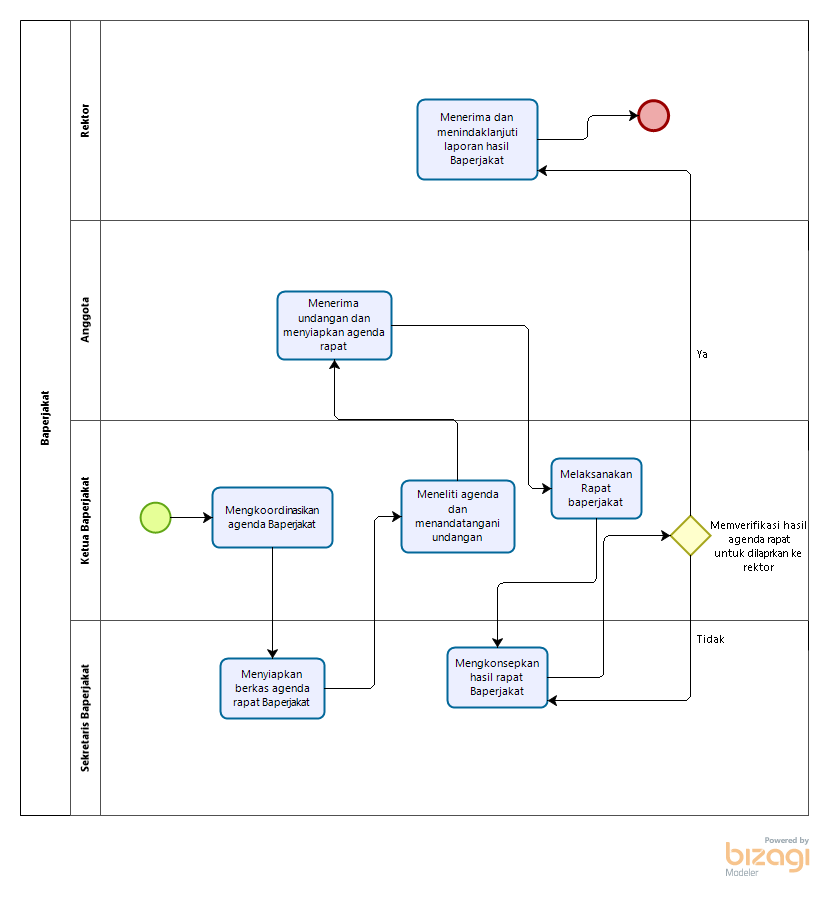 Baperjakat
Rektor
Menerima dan
menindaklanjuti
laporan hasil
Baperjakat
Anggota
Menerima
undangan dan
menyiapkan agenda
rapat
Ya
Ketua Baperjakat
Mengkoordinasikan
agenda Baperjakat
Meneliti agenda
dan
menandatangani
undangan
Melaksanakan
Rapat
baperjakat
Memverifikasi hasil
agenda rapat
untuk dilaprkan ke
rektor
Sekretaris Baperjakat
Menyiapkan
berkas agenda
rapat Baperjakat
Mengkonsepkan
hasil rapat
Baperjakat
Tidak
Powered by
bizagi
Modeler